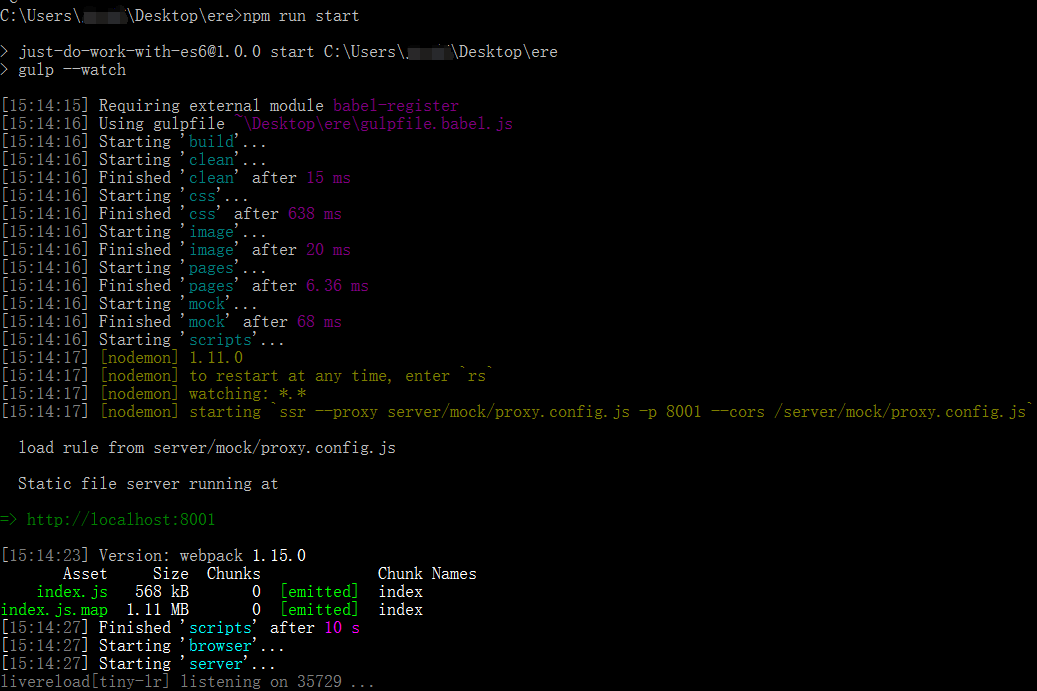 C:\Users\ \Desktop\ere>npm run start
> just-do-work-with-es6@1.0.0 start C:\Users\ \Desktop\ere
> gulp --watch
[15:14:15] Requiring external module babel-register
[15:14:16] Using gulpfile ~\Desktop\ere\gulpfile.babel.js
[15:14:16] Starting 'build'...
[15:14:16] Starting 'clean'...
[15:14:16] Finished 'clean' after 15 ms
[15:14:16] Starting 'css'...
[15:14:16] Finished 'css' after 638 ms
[15:14:16] Starting 'image'...
[15:14:16] Finished 'image' after 20 ms
[15:14:16] Starting 'pages'...
[15:14:16] Finished 'pages' after 6.36 ms
[15:14:16] Starting 'mock'...
[15:14:16] Finished 'mock' after 68 ms
[15:14:16] Starting 'scripts'...
[15:14:17] [nodemon] 1.11.0
[15:14:17] [nodemon] to restart at any time, enter `rs`
[15:14:17] [nodemon] watching: *.*
[15:14:17] [nodemon] starting `ssr --proxy server/mock/proxy.config.js -p 8001 --cors /server/mock/proxy.config.js`
load rule from server/mock/proxy.config.js
Static file server running at
=> http://localhost:8001
[15:14:23] Version: webpack 1.15.0
Asset Size Chunks Chunk Names
index.js 568 kB 0 [emitted] index
index.js.map 1.11 MB 0 [emitted] index
[15:14:27] Finished 'scripts' after 10 s
[15:14:27] Starting 'browser'...
[15:14:27] Starting 'server'...
livereload[tiny-lr] listening on 35729 ...